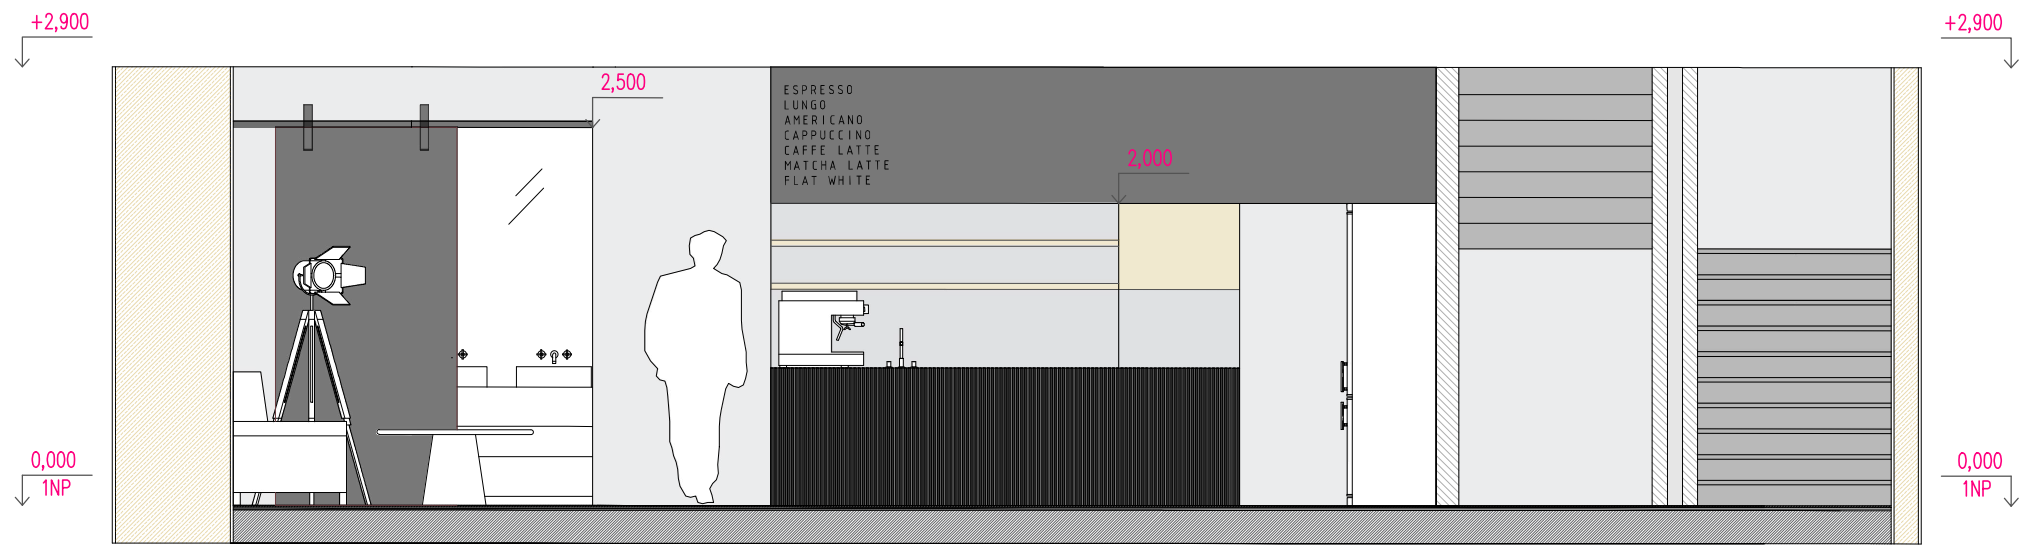 +2,900
+2,900
2,500
ESPRESSO
LUNGO
AMERICANO
CAPPUCCINO
CAFFE LATTE
MATCHA LATTE
FLAT WHITE
2,000
0,000
1NP
0,000
1NP